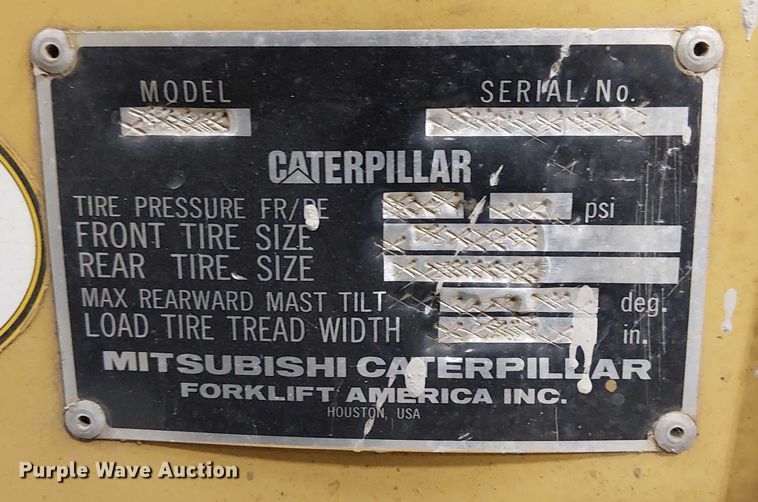 MODEL SERIAL No.
CATERPILLAR
TIRE PRESSURE FR/RE psi
FRONT TIRE SIZE
REAR TIRE SIZE
MAX REARWARD MAST TILT deg.
LOAD TIRE TREAD WIDTH in.
MITSUBISHI CATERPILLAR
FORKLIFT AMERICA INC.
HOUSTON, USA
Purple Wave Auction